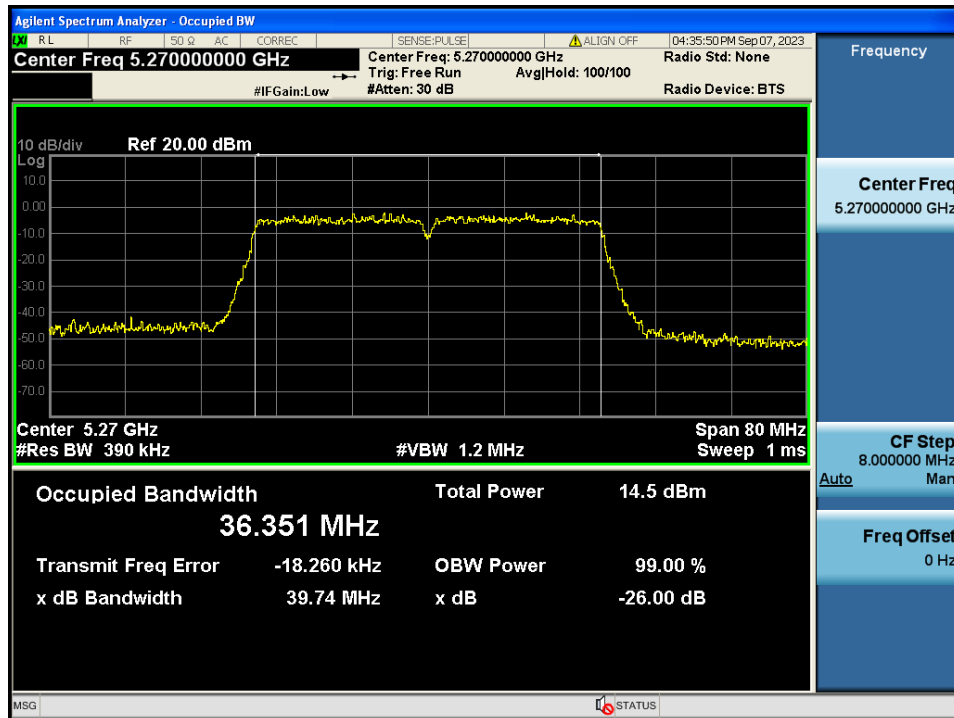 Agilent Spectrum Analyzer - Occupied BW
LXI RL RF 50 Ω AC CORREC SENSE:PULSE ALIGN OFF 04:35:50 PM Sep 07, 2023
Center Freq 5.270000000 GHz
Center Freq: 5.270000000 GHz
Radio Std: None
Trig: Free Run Avg|Hold: 100/100
#IFGain:Low
#Atten: 30 dB
Radio Device: BTS
10 dB/div Ref 20.00 dBm
Log
10.0
0.00
-10.0
-20.0
-30.0
-40.0
-50.0
-60.0
-70.0
Center 5.27 GHz
Span 80 MHz
#Res BW 390 kHz
#VBW 1.2 MHz
Sweep 1 ms
Occupied Bandwidth
36.351 MHz
Total Power 14.5 dBm
Transmit Freq Error -18.260 kHz
OBW Power 99.00 %
x dB Bandwidth 39.74 MHz
x dB -26.00 dB
Frequency
Center Freq
5.270000000 GHz
CF Step
8.000000 MHz
Auto Man
Freq Offset
0 Hz
MSG
STATUS